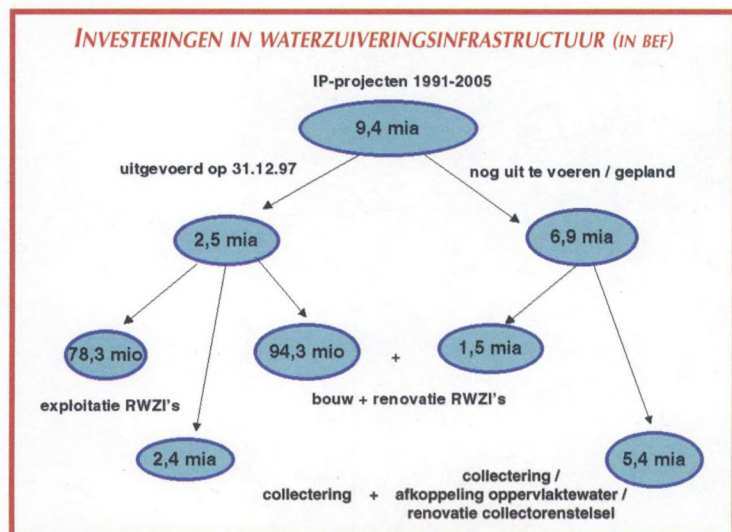 INVESTERINGEN IN WATERZUIVERINGSINFRASTRUCTUUR (IN BEF)
IP-projecten 1991-2005
9,4 mia
uitgevoerd op 31.12.97
nog uit te voeren / gepland
2,5 mia
6,9 mia
78,3 mio
94,3 mio
+
1,5 mia
exploitatie RWZI's
bouw + renovatie RWZI's
2,4 mia
5,4 mia
collectering + collectering /
afkoppeling oppervlaktewater /
renovatie collectorenstelsel